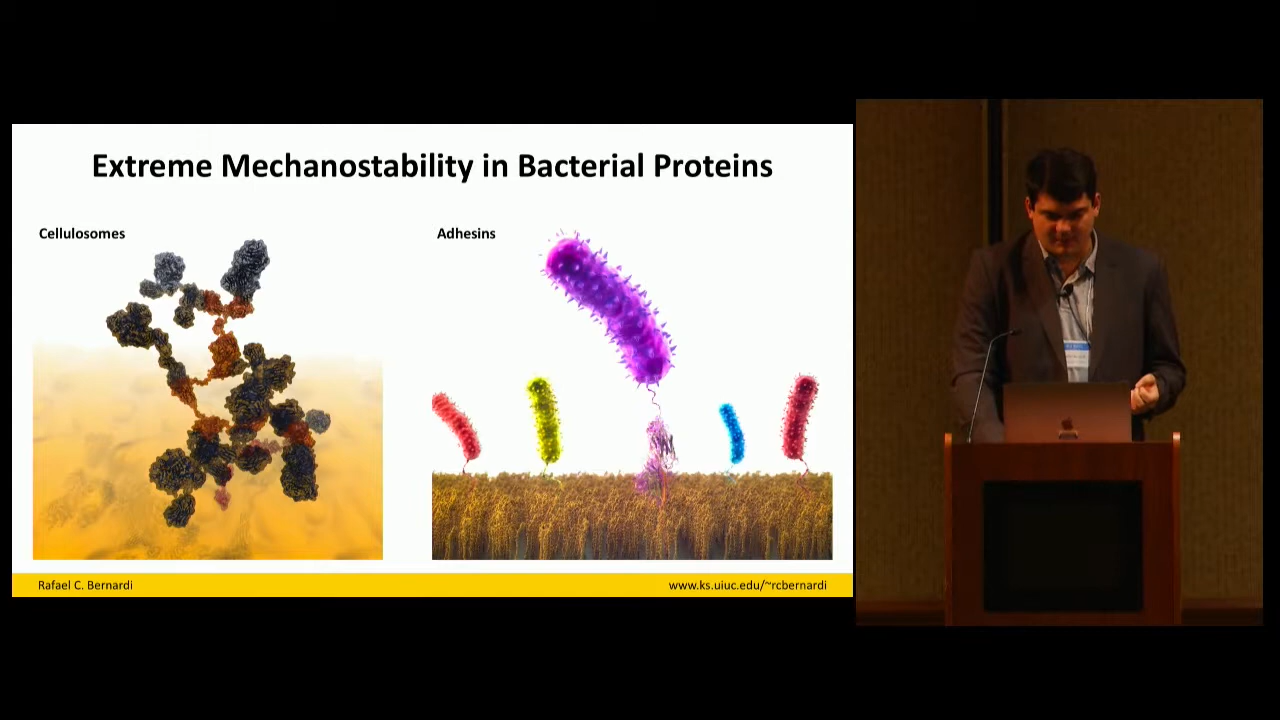 Extreme Mechanostability in Bacterial Proteins
Cellulosomes
Adhesins
Rafael C. Bernardi
www.ks.uiuc.edu/~rcbernardi